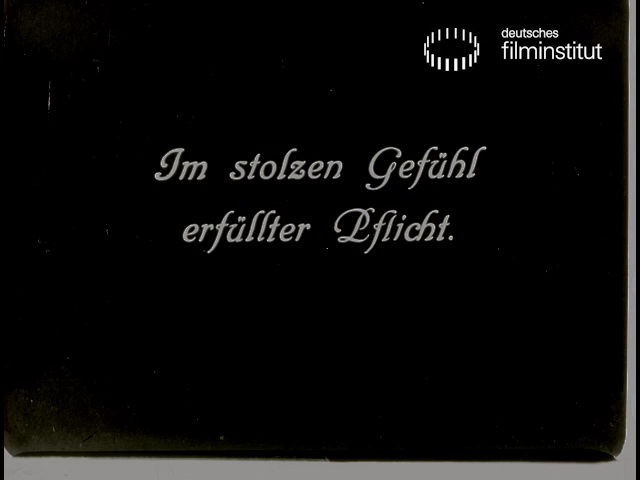 deutsches
filminstitut
Im stolzen Gefühl
erfüllter Pflicht.